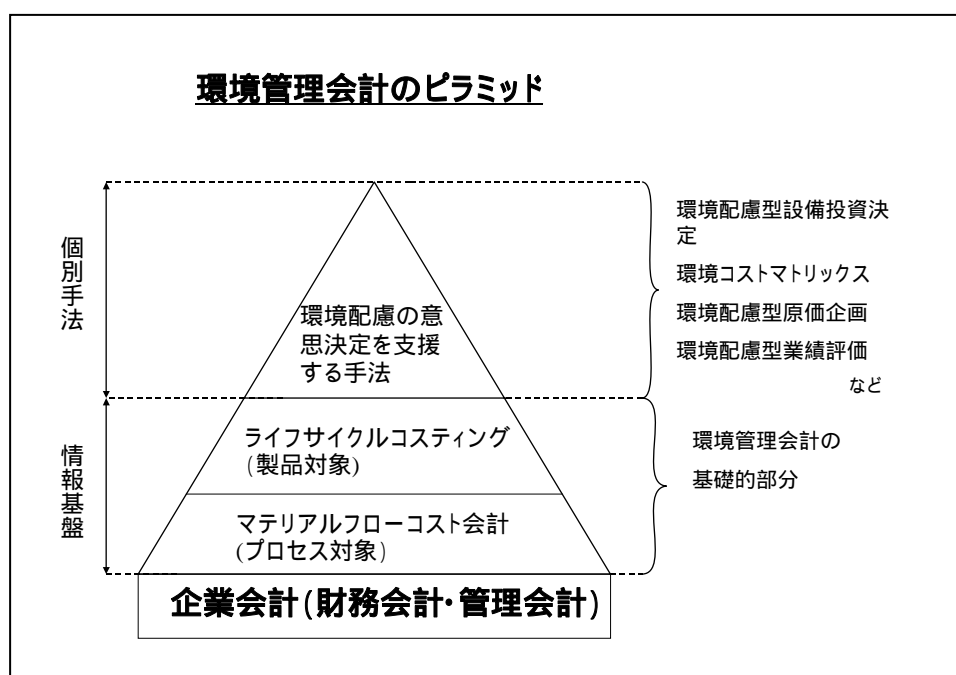 環境管理会計のピラミッド
個別手法
環境配慮の意
思決定を支援
する手法
環境配慮型設備投資決
定
環境コストマトリックス
環境配慮型原価企画
環境配慮型業績評価
など
情報基盤
ライフサイクルコスティング
(製品対象)
マテリアルフローコスト会計
(プロセス対象)
環境管理会計の
基礎的部分
企業会計(財務会計・管理会計)